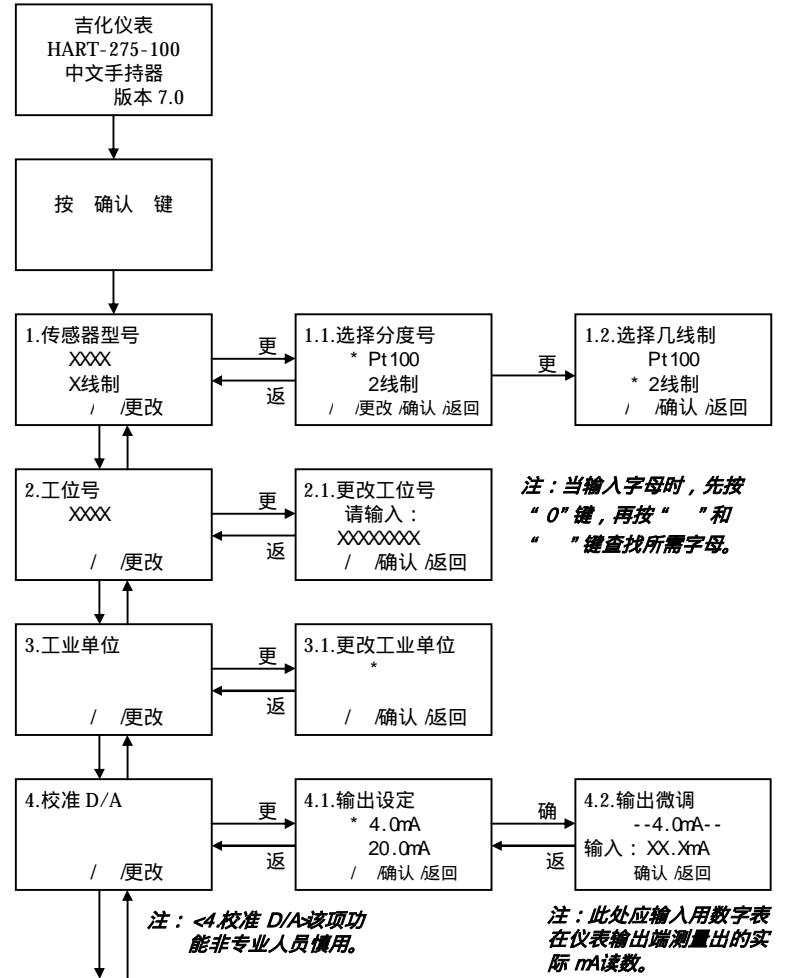 吉化仪表
HART-275-100
中文手持器
版本 7.0
按 确认 键
1.传感器型号
XXXX
X线制
/ /更改
更
返
1.1.选择分度号
* Pt100
2线制
/ /更改 /确认 /返回
更
1.2.选择几线制
Pt100
* 2线制
/ /确认 /返回
2.工位号
XXXX
/ /更改
更
返
2.1.更改工位号
请输入：
XXXXXXXX
/ /确认 /返回
注：当输入字母时，先按
“ 0” 键，再按 “ ” 和
“ ” 键查找所需字母。
3.工业单位
/ /更改
更
返
3.1.更改工业单位
*
/ /确认 /返回
4.校准 D/A
/ /更改
更
返
4.1.输出设定
* 4.0mA
20.0mA
/ /确认 /返回
确
返
4.2.输出微调
--4.0mA--
输入：XX.XmA
确认 /返回
注：<4.校准 D/A>该项功
能非专业人员慎用。
注：此处应输入用数字表
在仪表输出端测量出的实
际 mA读数。